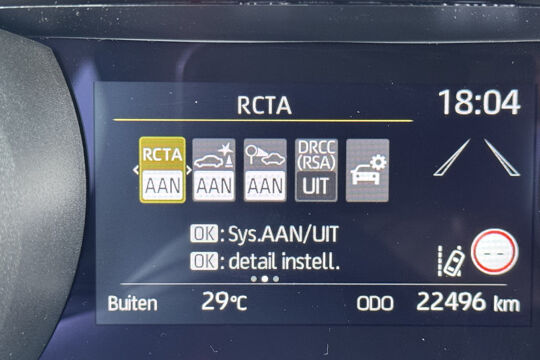 RCTA
18:04
RCTA
AAN
AAN
AAN
DRCC
(RSA)
UIT
OK : Sys.AAN/UIT
OK : detail instell.
Buiten 29°C ODO 22496 km